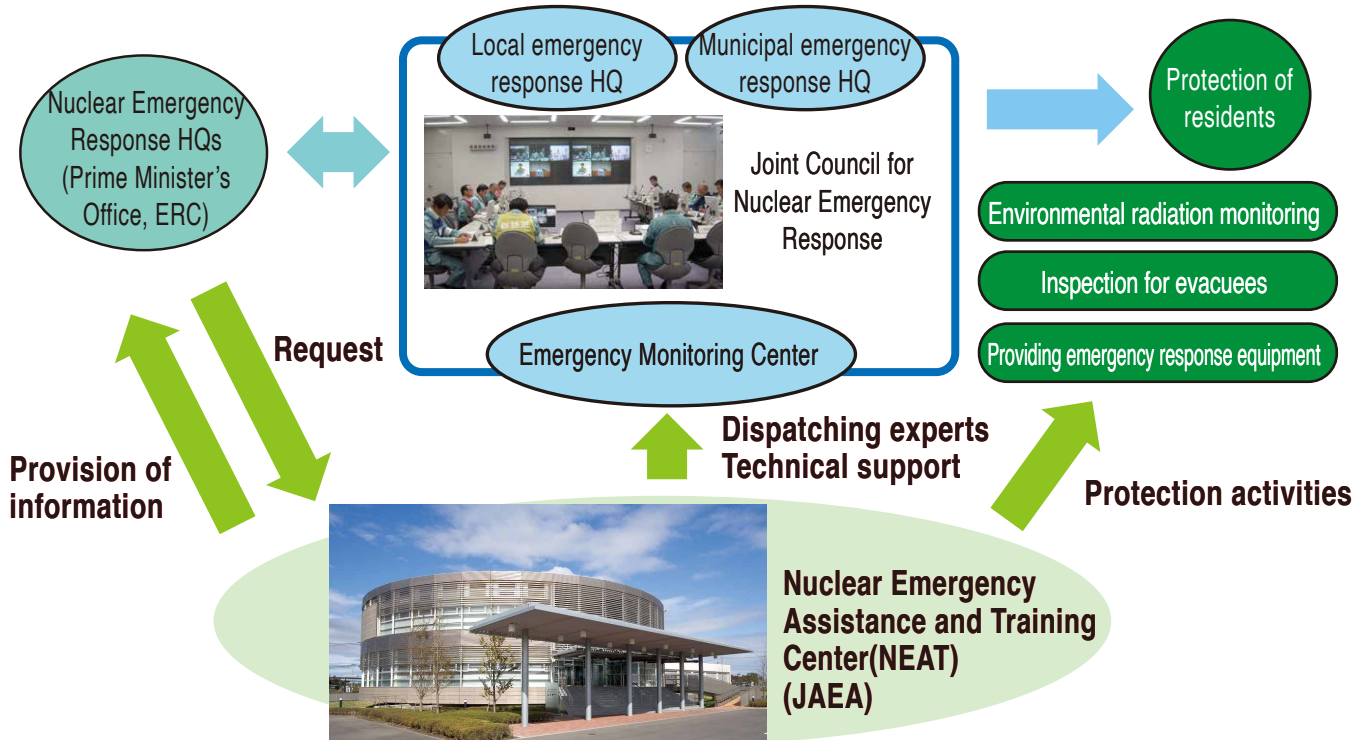 Nuclear Emergency
Response HQs
(Prime Minister's
Office, ERC)
Local emergency
response HQ
Municipal emergency
response HQ
Joint Council for
Nuclear Emergency
Response
Emergency Monitoring Center
Protection of
residents
Environmental radiation monitoring
Inspection for evacuees
Providing emergency response equipment
Request
Provision of
information
Dispatching experts
Technical support
Protection activities
Nuclear Emergency
Assistance and Training
Center(NEAT)
(JAEA)